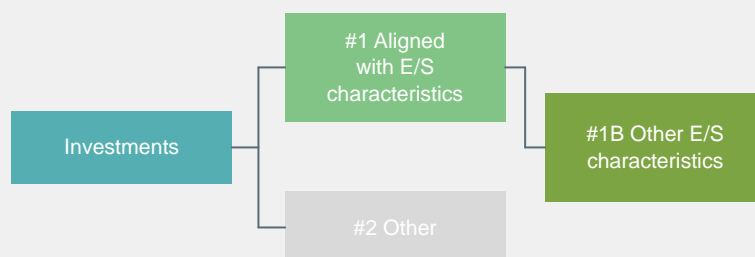 #1 Aligned
with E/S
characteristics
Investments
#1B Other E/S
characteristics
#2 Other